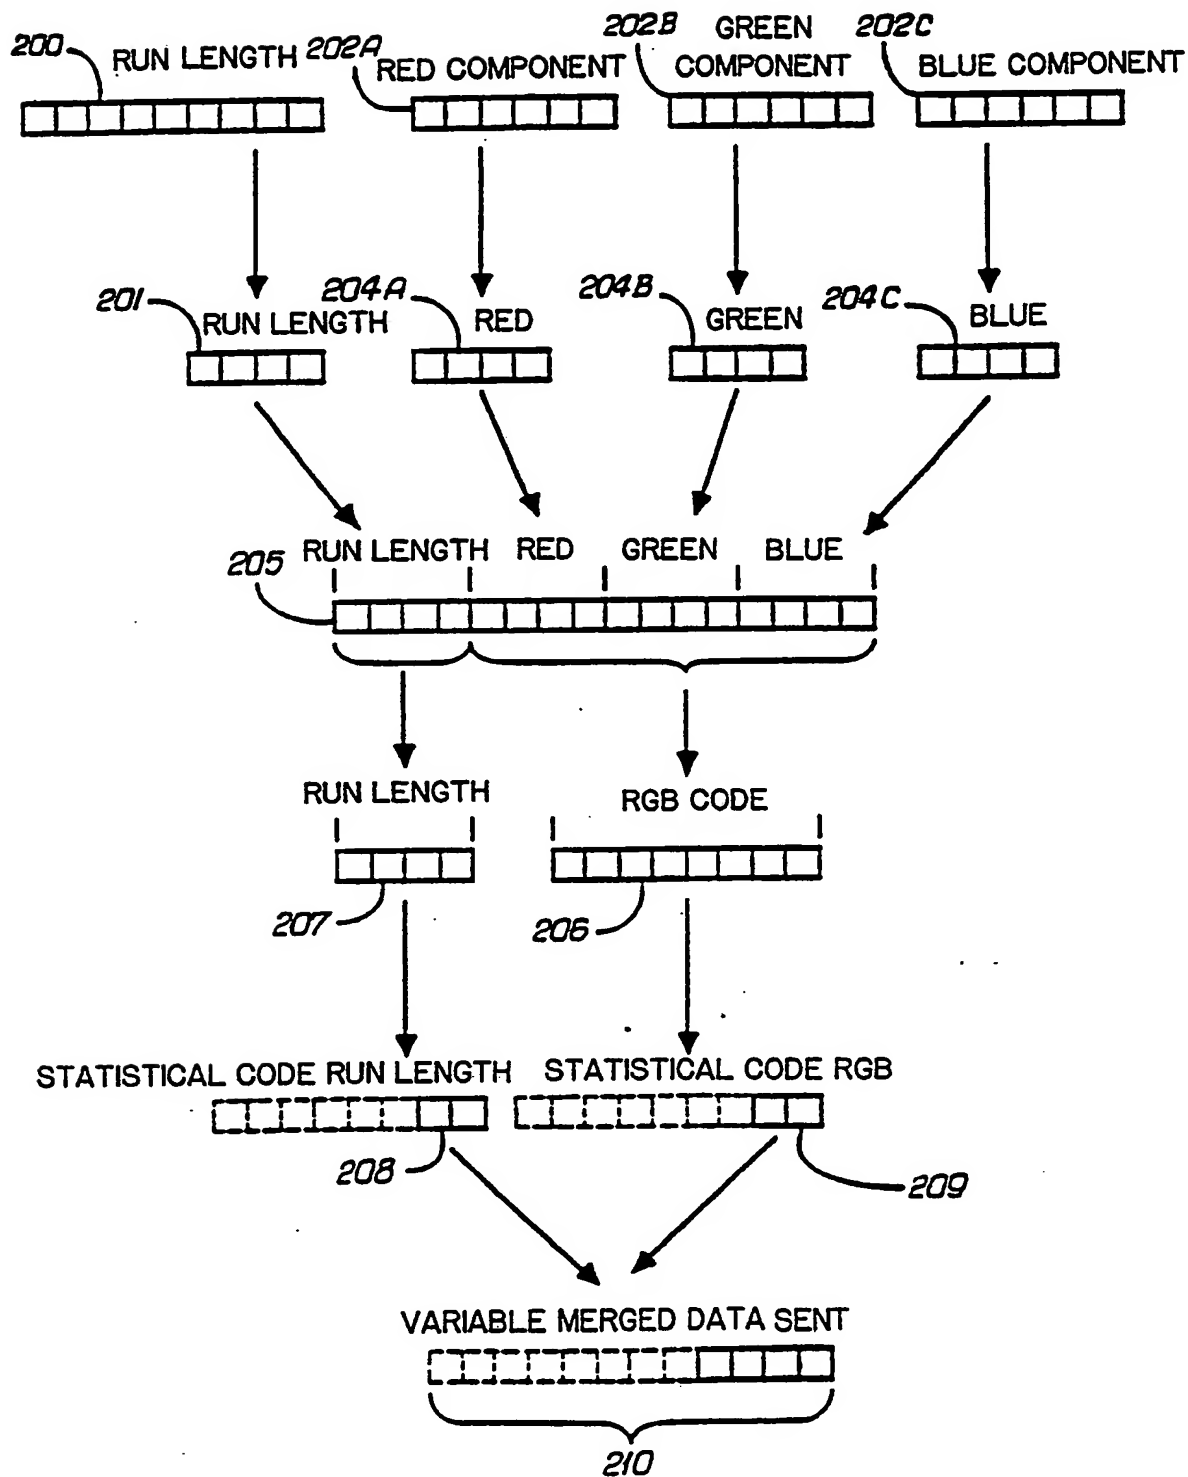 200 RUN LENGTH 202A RED COMPONENT 202B GREEN COMPONENT 202C BLUE COMPONENT
201 RUN LENGTH 204A RED 204B GREEN 204C BLUE
205 RUN LENGTH RED GREEN BLUE
RUN LENGTH RGB CODE
207 206
STATISTICAL CODE RUN LENGTH STATISTICAL CODE RGB
208 209
VARIABLE MERGED DATA SENT
210